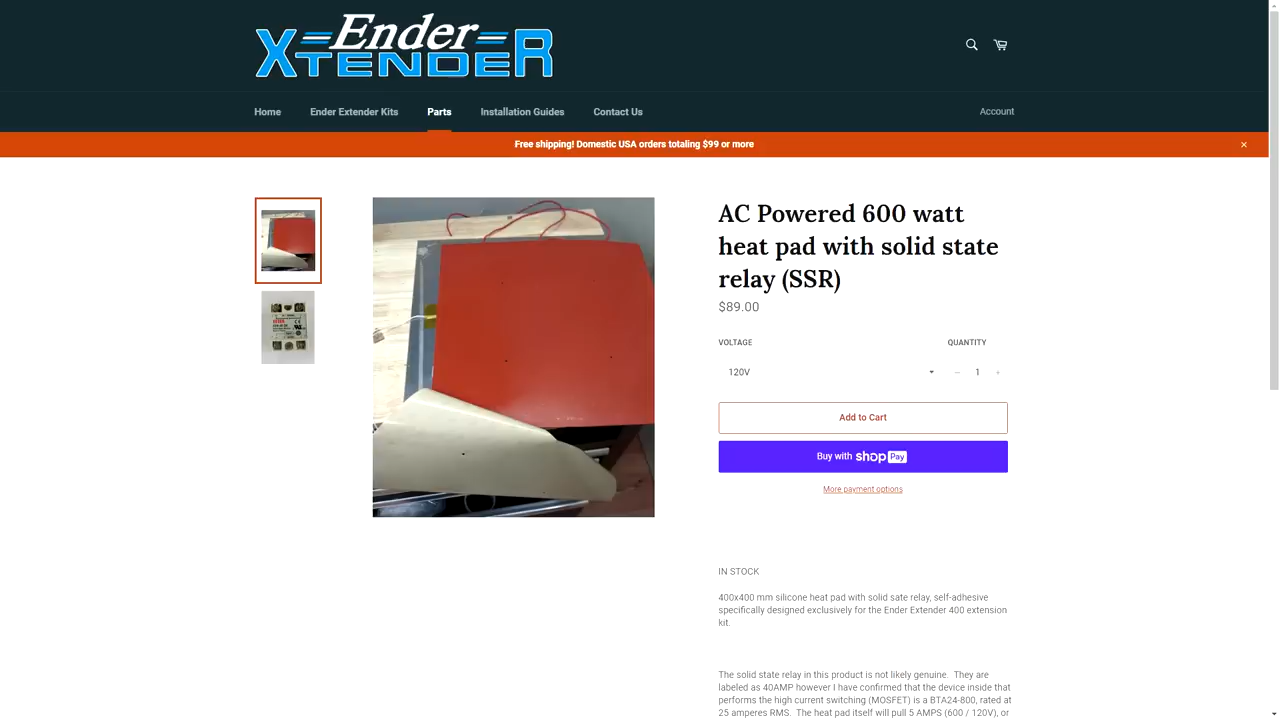 Ender
XTENDER
Home
Ender Extender Kits
Parts
Installation Guides
Contact Us
Account
Free shipping! Domestic USA orders totaling $99 or more
AC Powered 600 watt
heat pad with solid state
relay (SSR)
$89.00
VOLTAGE
QUANTITY
120V
1
Add to Cart
Buy with shop Pay
More payment options
IN STOCK
400x400 mm silicone heat pad with solid sate relay, self-adhesive
specifically designed exclusively for the Ender Extender 400 extension
kit.
The solid state relay in this product is not likely genuine. They are
labeled as 40AMP however I have confirmed that the device inside that
performs the high current switching (MOSFET) is a BTA24-800, rated at
25 amperes RMS. The heat pad itself will pull 5 AMPS (600 / 120V), or